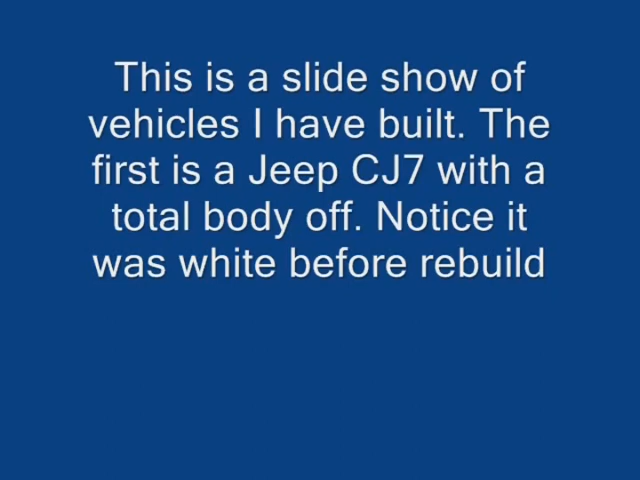 This is a slide show of
vehicles I have built. The
first is a Jeep CJ7 with a
total body off. Notice it
was white before rebuild